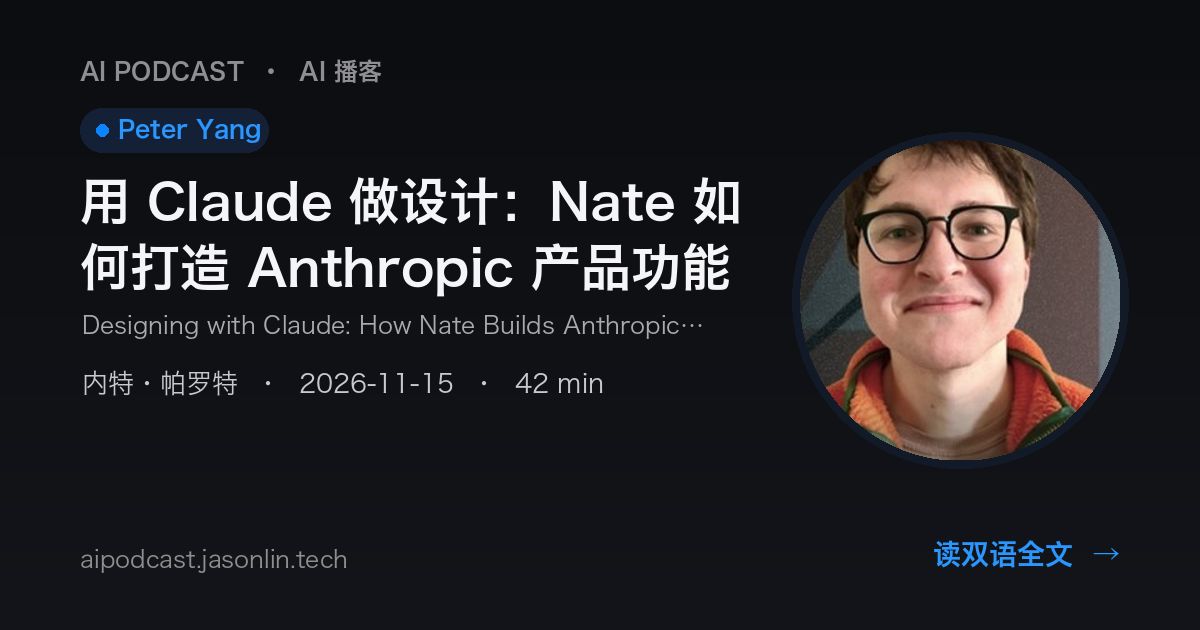 AI PODCAST · AI 播客
Peter Yang
用 Claude 做设计：Nate 如
何打造 Anthropic 产品功能
Designing with Claude: How Nate Builds Anthropic…
内特·帕罗特 · 2026-11-15 · 42 min
aipodcast.jasonlin.tech
读双语全文 →